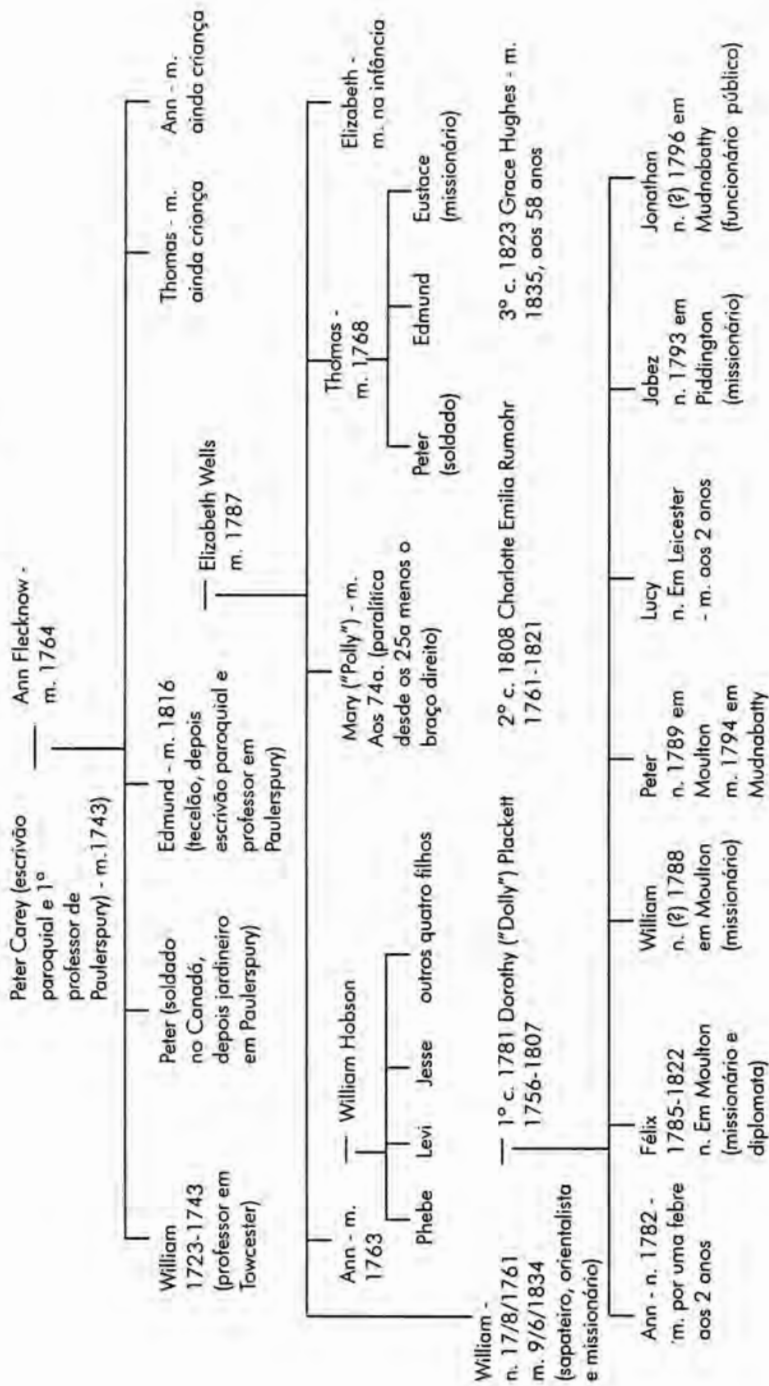 Peter Carey (escrivão
paroquial e 1º
professor de
Paulerspury) - m.1743)
Ann Flecknow -
m. 1764
William
1723-1743
(professor em
Towcester)
Peter (soldado
no Canadá,
depois jardineiro
em Paulerspury)
Edmund - m. 1816
(tecelão, depois
escrivão paroquial e
professor em
Paulerspury)
Elizabeth Wells
m. 1787
Thomas - m.
ainda criança
Ann - m.
ainda criança
William -
n. 17/8/1761
m. 9/6/1834
(sapateiro, orientalista
e missionário)
Ann - m.
1763
William Hobson
Phebe
Levi
Jesse
outros quatro filhos
Mary ("Polly") - m.
Aos 74a. (paralítica
desde os 25a menos o
braço direito)
Thomas -
m. 1768
Peter
(soldado)
Edmund
Eustace
(missionário)
Elizabeth -
m. na infância
1.º c. 1781 Dorothy ("Dolly") Plackett
1756-1807
2º c. 1808 Charlotte Emilia Rumohr
1761-1821
3º c. 1823 Grace Hughes - m.
1835, aos 58 anos
Ann - n. 1782 -
m. por uma febre
aos 2 anos
Félix
1785-1822
n. Em Moulton
(missionário e
diplomata)
William
n. (?) 1788
em Moulton
(missionário)
Peter
n. 1789 em
Moulton
m. 1794 em
Mudnabatty
Lucy
n. Em Leicester
- m. aos 2 anos
Jabez
n. 1793 em
Piddington
(missionário)
Jonathan
n. (?) 1796 em
Mudnabatty
(funcionário público)